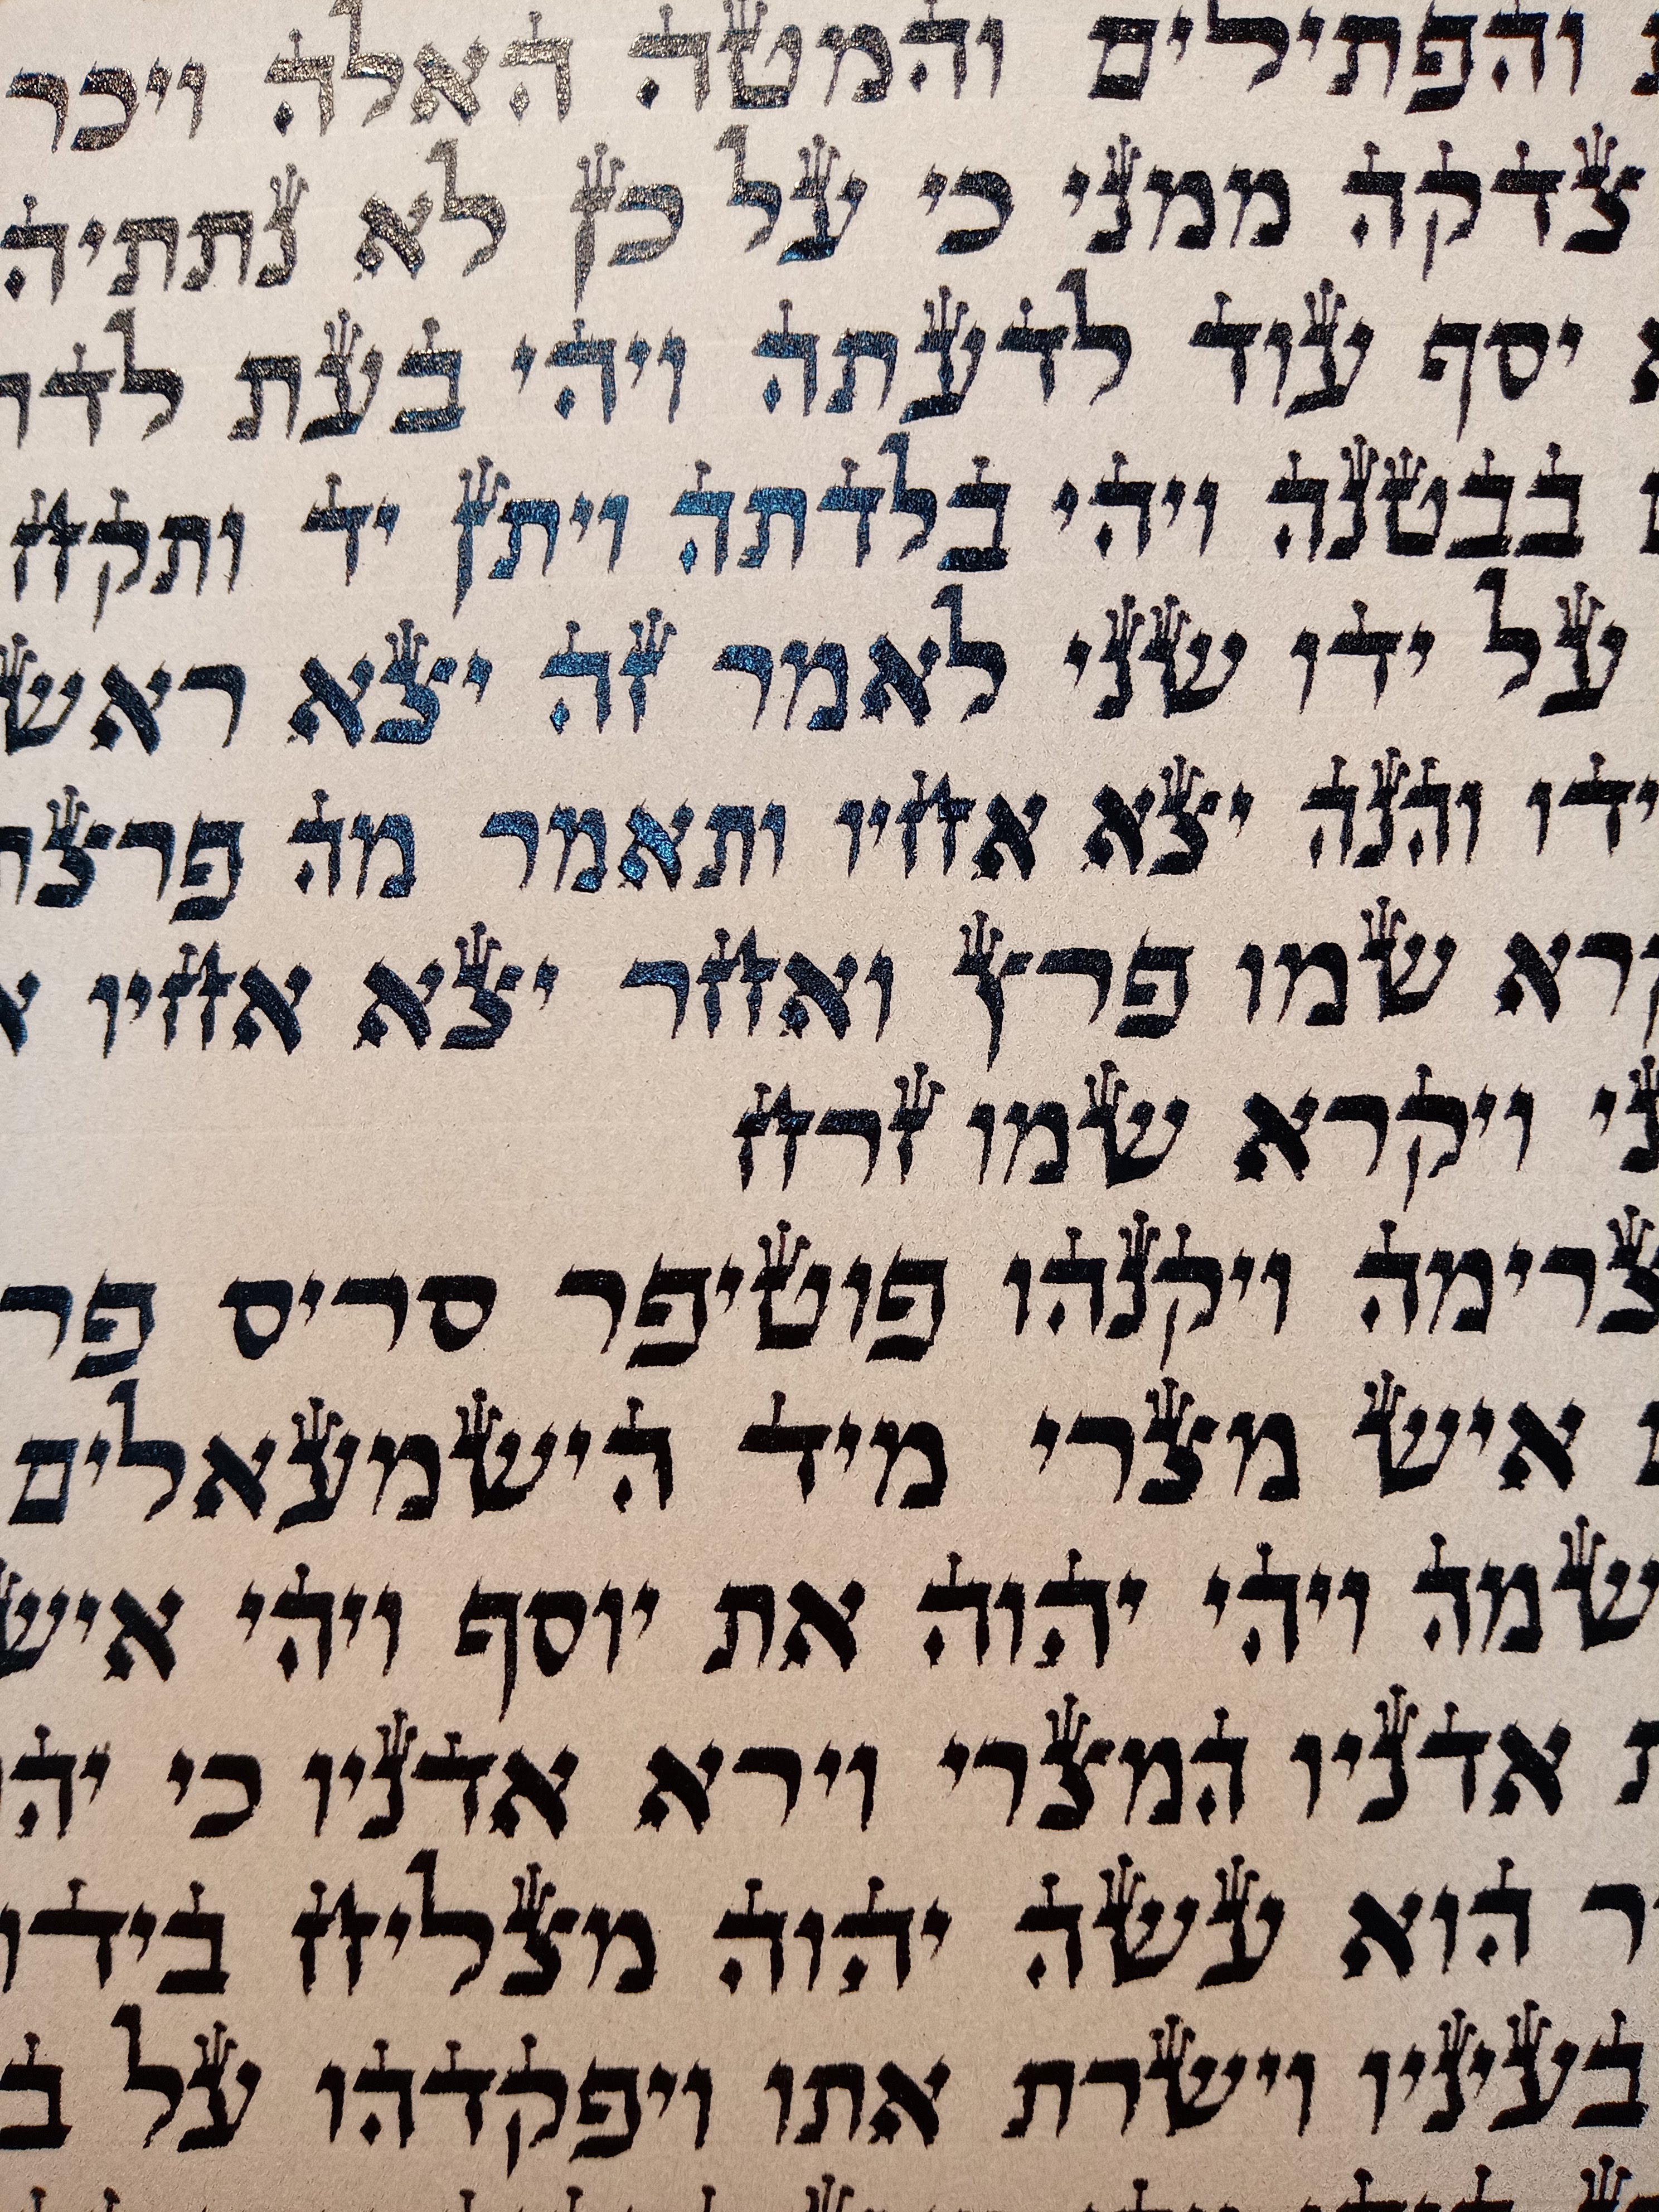 והפתילים והמטה האלה ויכר
צדקה ממני כי על כן לא נתתיה
יסף עוד לדעתה ויהי בעת לדת
בבטנה ויהי בלדתה ויתן יד ותקח
על ידו שני לאמר זה יצא ראש
ידו והנה יצא אחיו ותאמר מה פרצת
קרא שמו פרץ ואחר יצא אחיו א
ני ויקרא שמו זרח
צרימה ויקנהו פוטיפר סריס פר
איש מצרי מיד הישמעאלים
שמה ויהי יהוה את יוסף ויהי איש
ת אדניו המצרי וירא אדניו כי יהו
ר הוא עשה יהוה מצליח בידו
בעיניו וישרת אתו ויפקדהו על ב